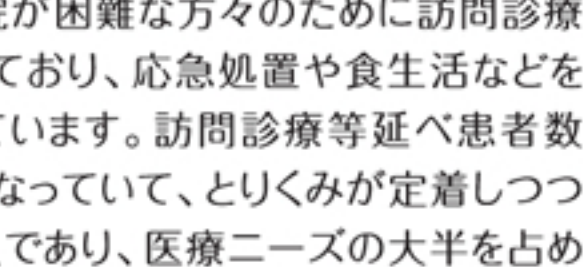 が困難な方々のために訪問診療
ており、応急処置や食生活などを
います。訪問診療等延べ患者数
なっていて、とりくみが定着しつつ
であり、医療ニーズの大半を占め